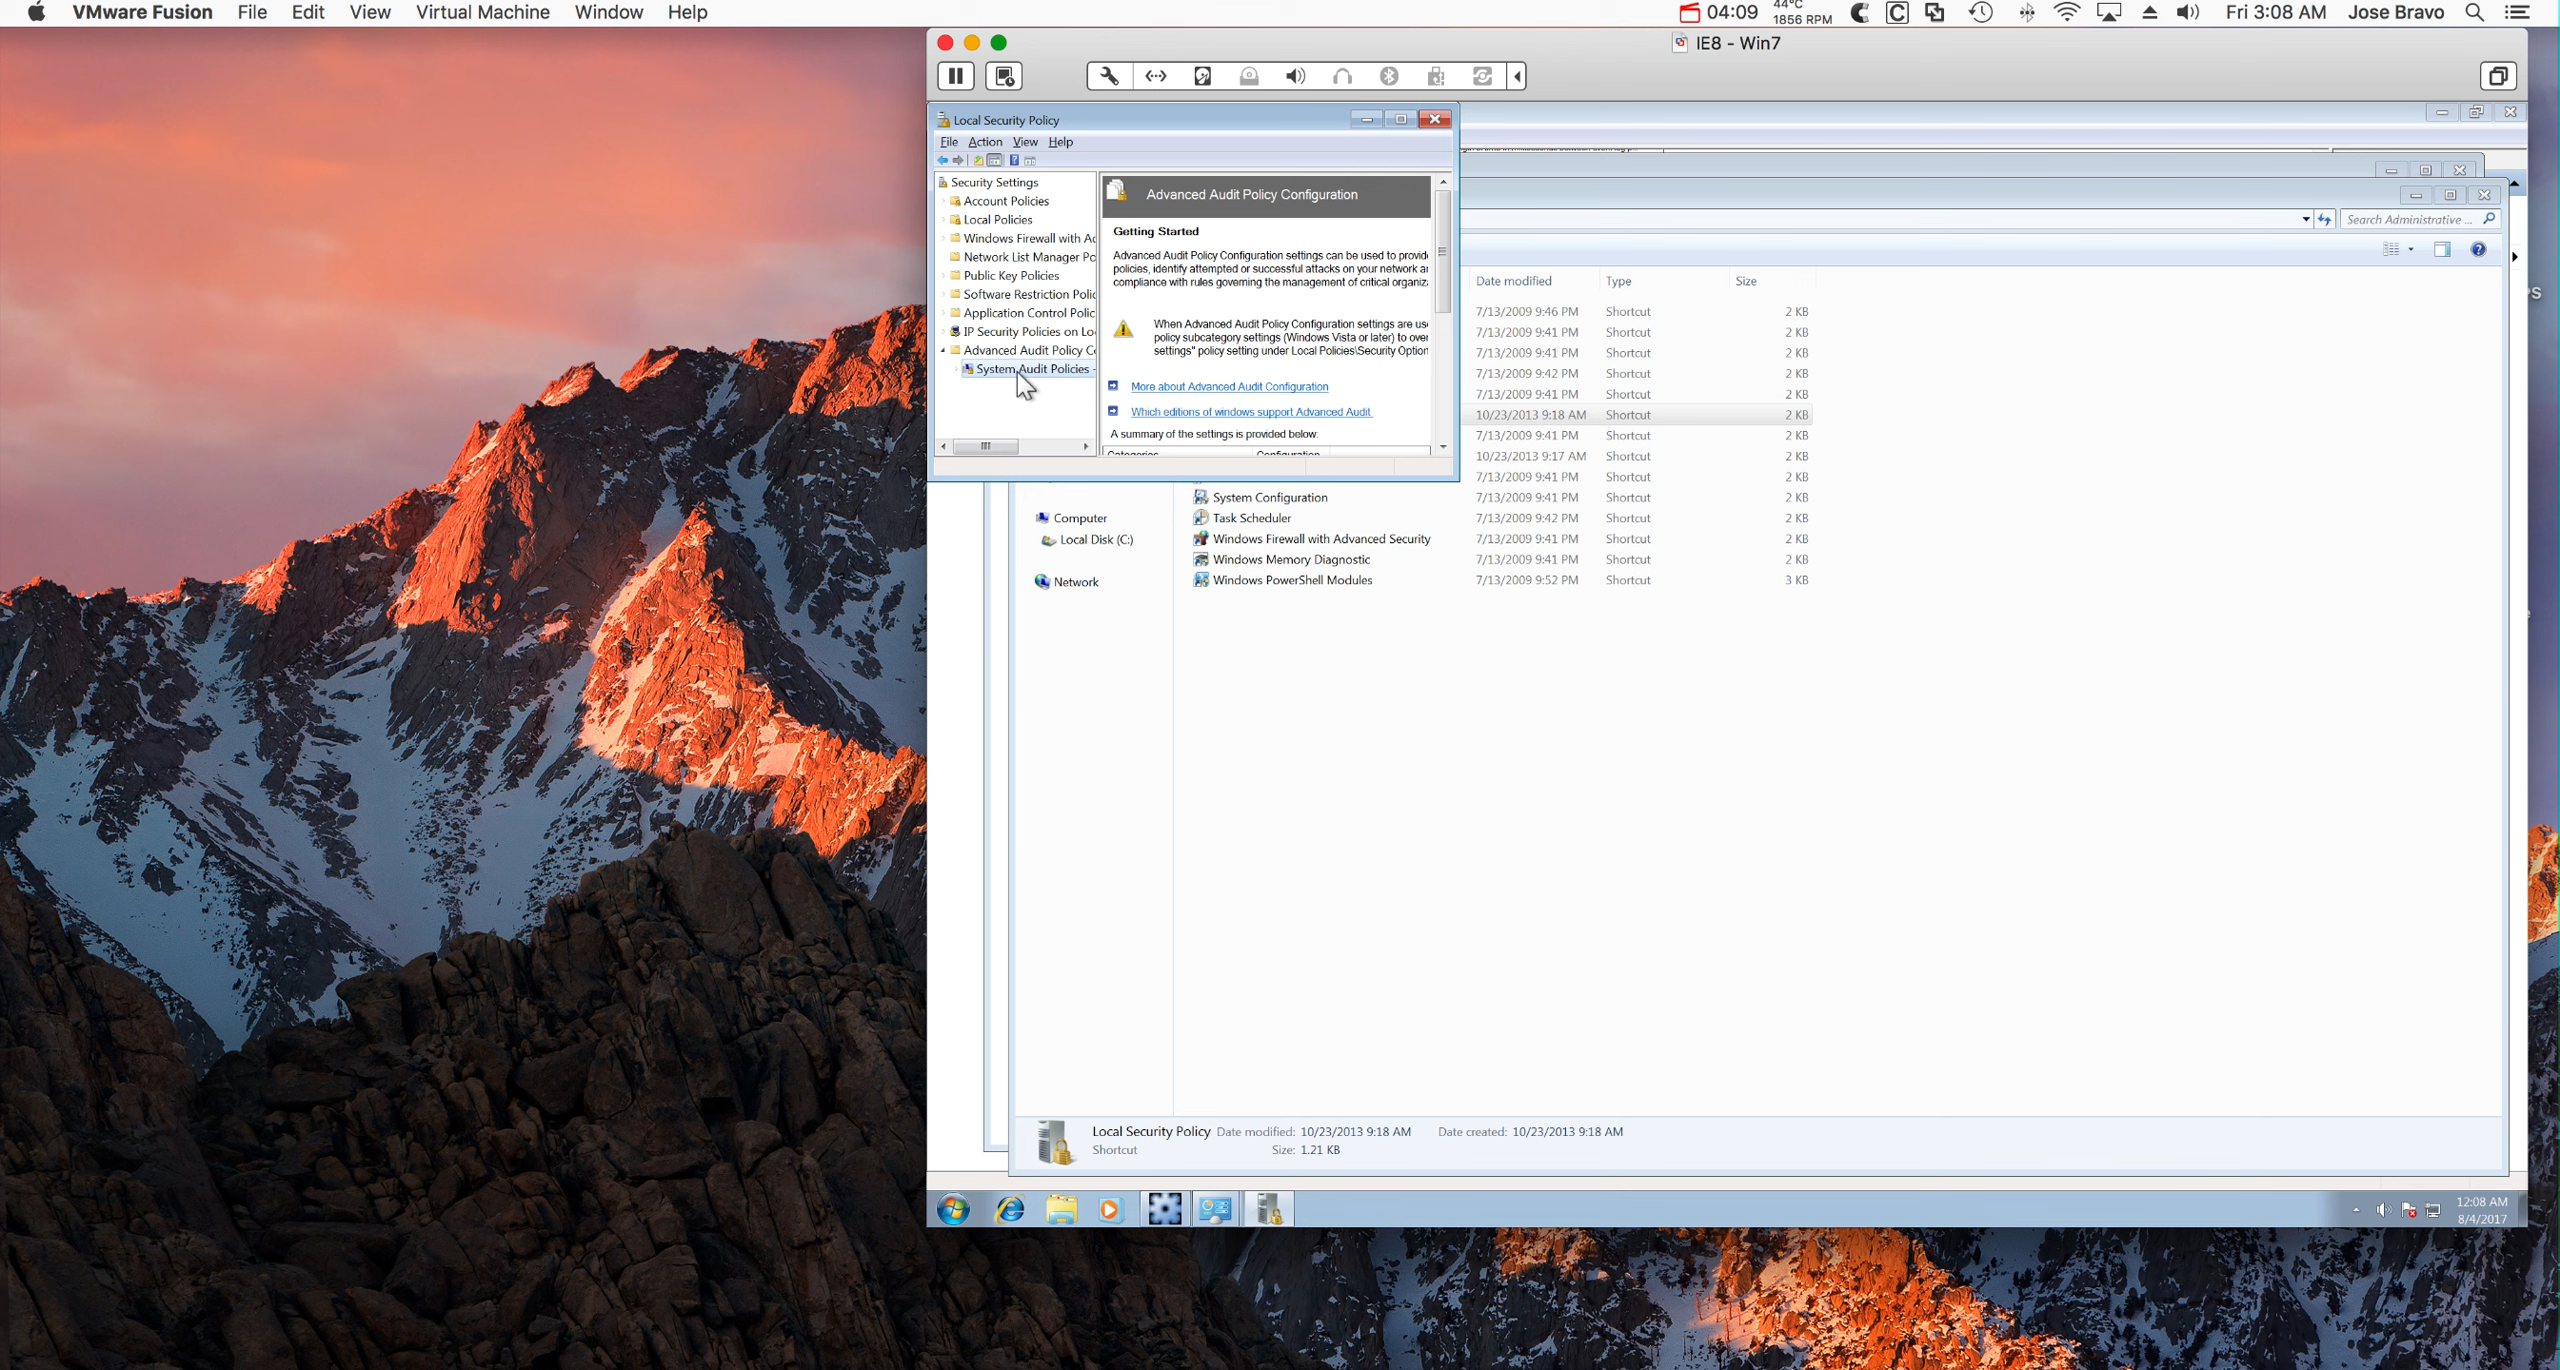 VMware Fusion File Edit View Virtual Machine Window Help
04:09 44°C 1856 RPM Fri 3:08 AM Jose Bravo
IE8 - Win7
Local Security Policy
File Action View Help
Security Settings
Account Policies
Local Policies
Windows Firewall with Ad
Network List Manager Po
Public Key Policies
Software Restriction Polic
Application Control Polic
IP Security Policies on Lo
Advanced Audit Policy C
System Audit Policies -
Advanced Audit Policy Configuration
Getting Started
Advanced Audit Policy Configuration settings can be used to provide
policies, identify attempted or successful attacks on your network a
compliance with rules governing the management of critical organiz
When Advanced Audit Policy Configuration settings are us
policy subcategory settings (Windows Vista or later) to over
settings" policy setting under Local Policies\Security Option
More about Advanced Audit Configuration
Which editions of windows support Advanced Audit
A summary of the settings is provided below:
Categories Configuration
Search Administrative ...
Date modified Type Size
7/13/2009 9:46 PM Shortcut 2 KB
7/13/2009 9:41 PM Shortcut 2 KB
7/13/2009 9:41 PM Shortcut 2 KB
7/13/2009 9:42 PM Shortcut 2 KB
7/13/2009 9:41 PM Shortcut 2 KB
10/23/2013 9:18 AM Shortcut 2 KB
7/13/2009 9:41 PM Shortcut 2 KB
10/23/2013 9:17 AM Shortcut 2 KB
7/13/2009 9:41 PM Shortcut 2 KB
System Configuration 7/13/2009 9:41 PM Shortcut 2 KB
Task Scheduler 7/13/2009 9:42 PM Shortcut 2 KB
Windows Firewall with Advanced Security 7/13/2009 9:41 PM Shortcut 2 KB
Windows Memory Diagnostic 7/13/2009 9:41 PM Shortcut 2 KB
Windows PowerShell Modules 7/13/2009 9:52 PM Shortcut 3 KB
Computer
Local Disk (C:)
Network
Local Security Policy Date modified: 10/23/2013 9:18 AM Date created: 10/23/2013 9:18 AM
Shortcut Size: 1.21 KB
12:08 AM
8/4/2017